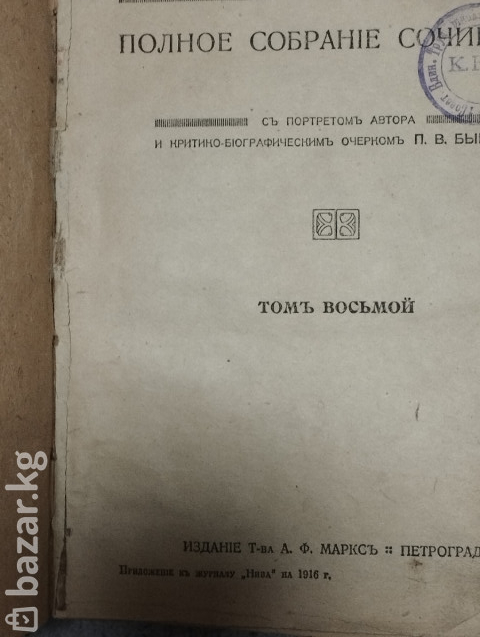 ПОЛНОЕ СОБРАНІЕ СОЧИ
К.
СЪ ПОРТРЕТОМЪ АВТОРА
И КРИТИКО-БІОГРАФИЧЕСКИМЪ ОЧЕРКОМЪ П. В. БЫ
ТОМЪ ВОСЬМОЙ
ИЗДАНІЕ Т-ва А. Ф. МАРКСЪ :: ПЕТРОГРАД
Приложеніе къ журналу „Нива" на 1916 г.
bazar.kg